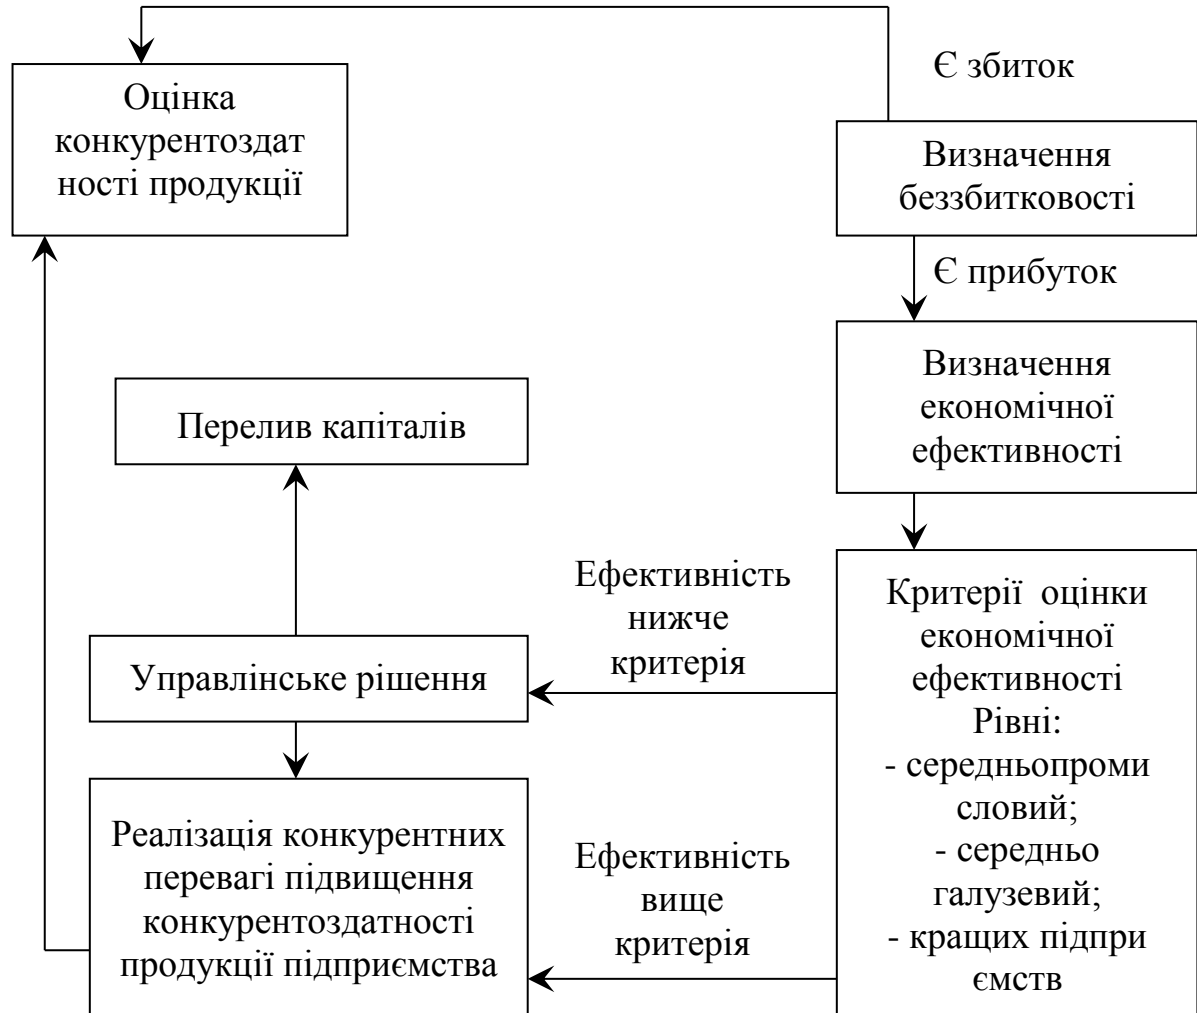 Є збиток
Оцінка
конкурентоздат
ності продукції
Визначення
беззбитковості
Є прибуток
Визначення
економічної
ефективності
Перелив капіталів
Ефективність
нижче
критерія
Управлінське рішення
Критерії оцінки
економічної
ефективності
Рівні:
- середньопроми
словий;
- середньо
галузевий;
- кращих підпри
ємств
Реалізація конкурентних
перевагі підвищення
конкурентоздатності
продукції підприємства
Ефективність
вище
критерія